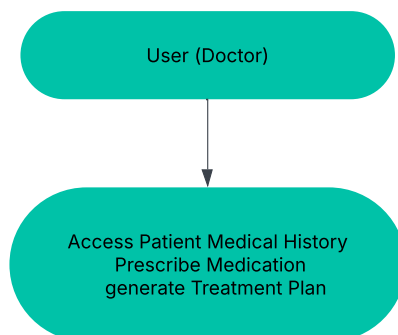 User (Doctor)
Access Patient Medical History
Prescribe Medication
generate Treatment Plan